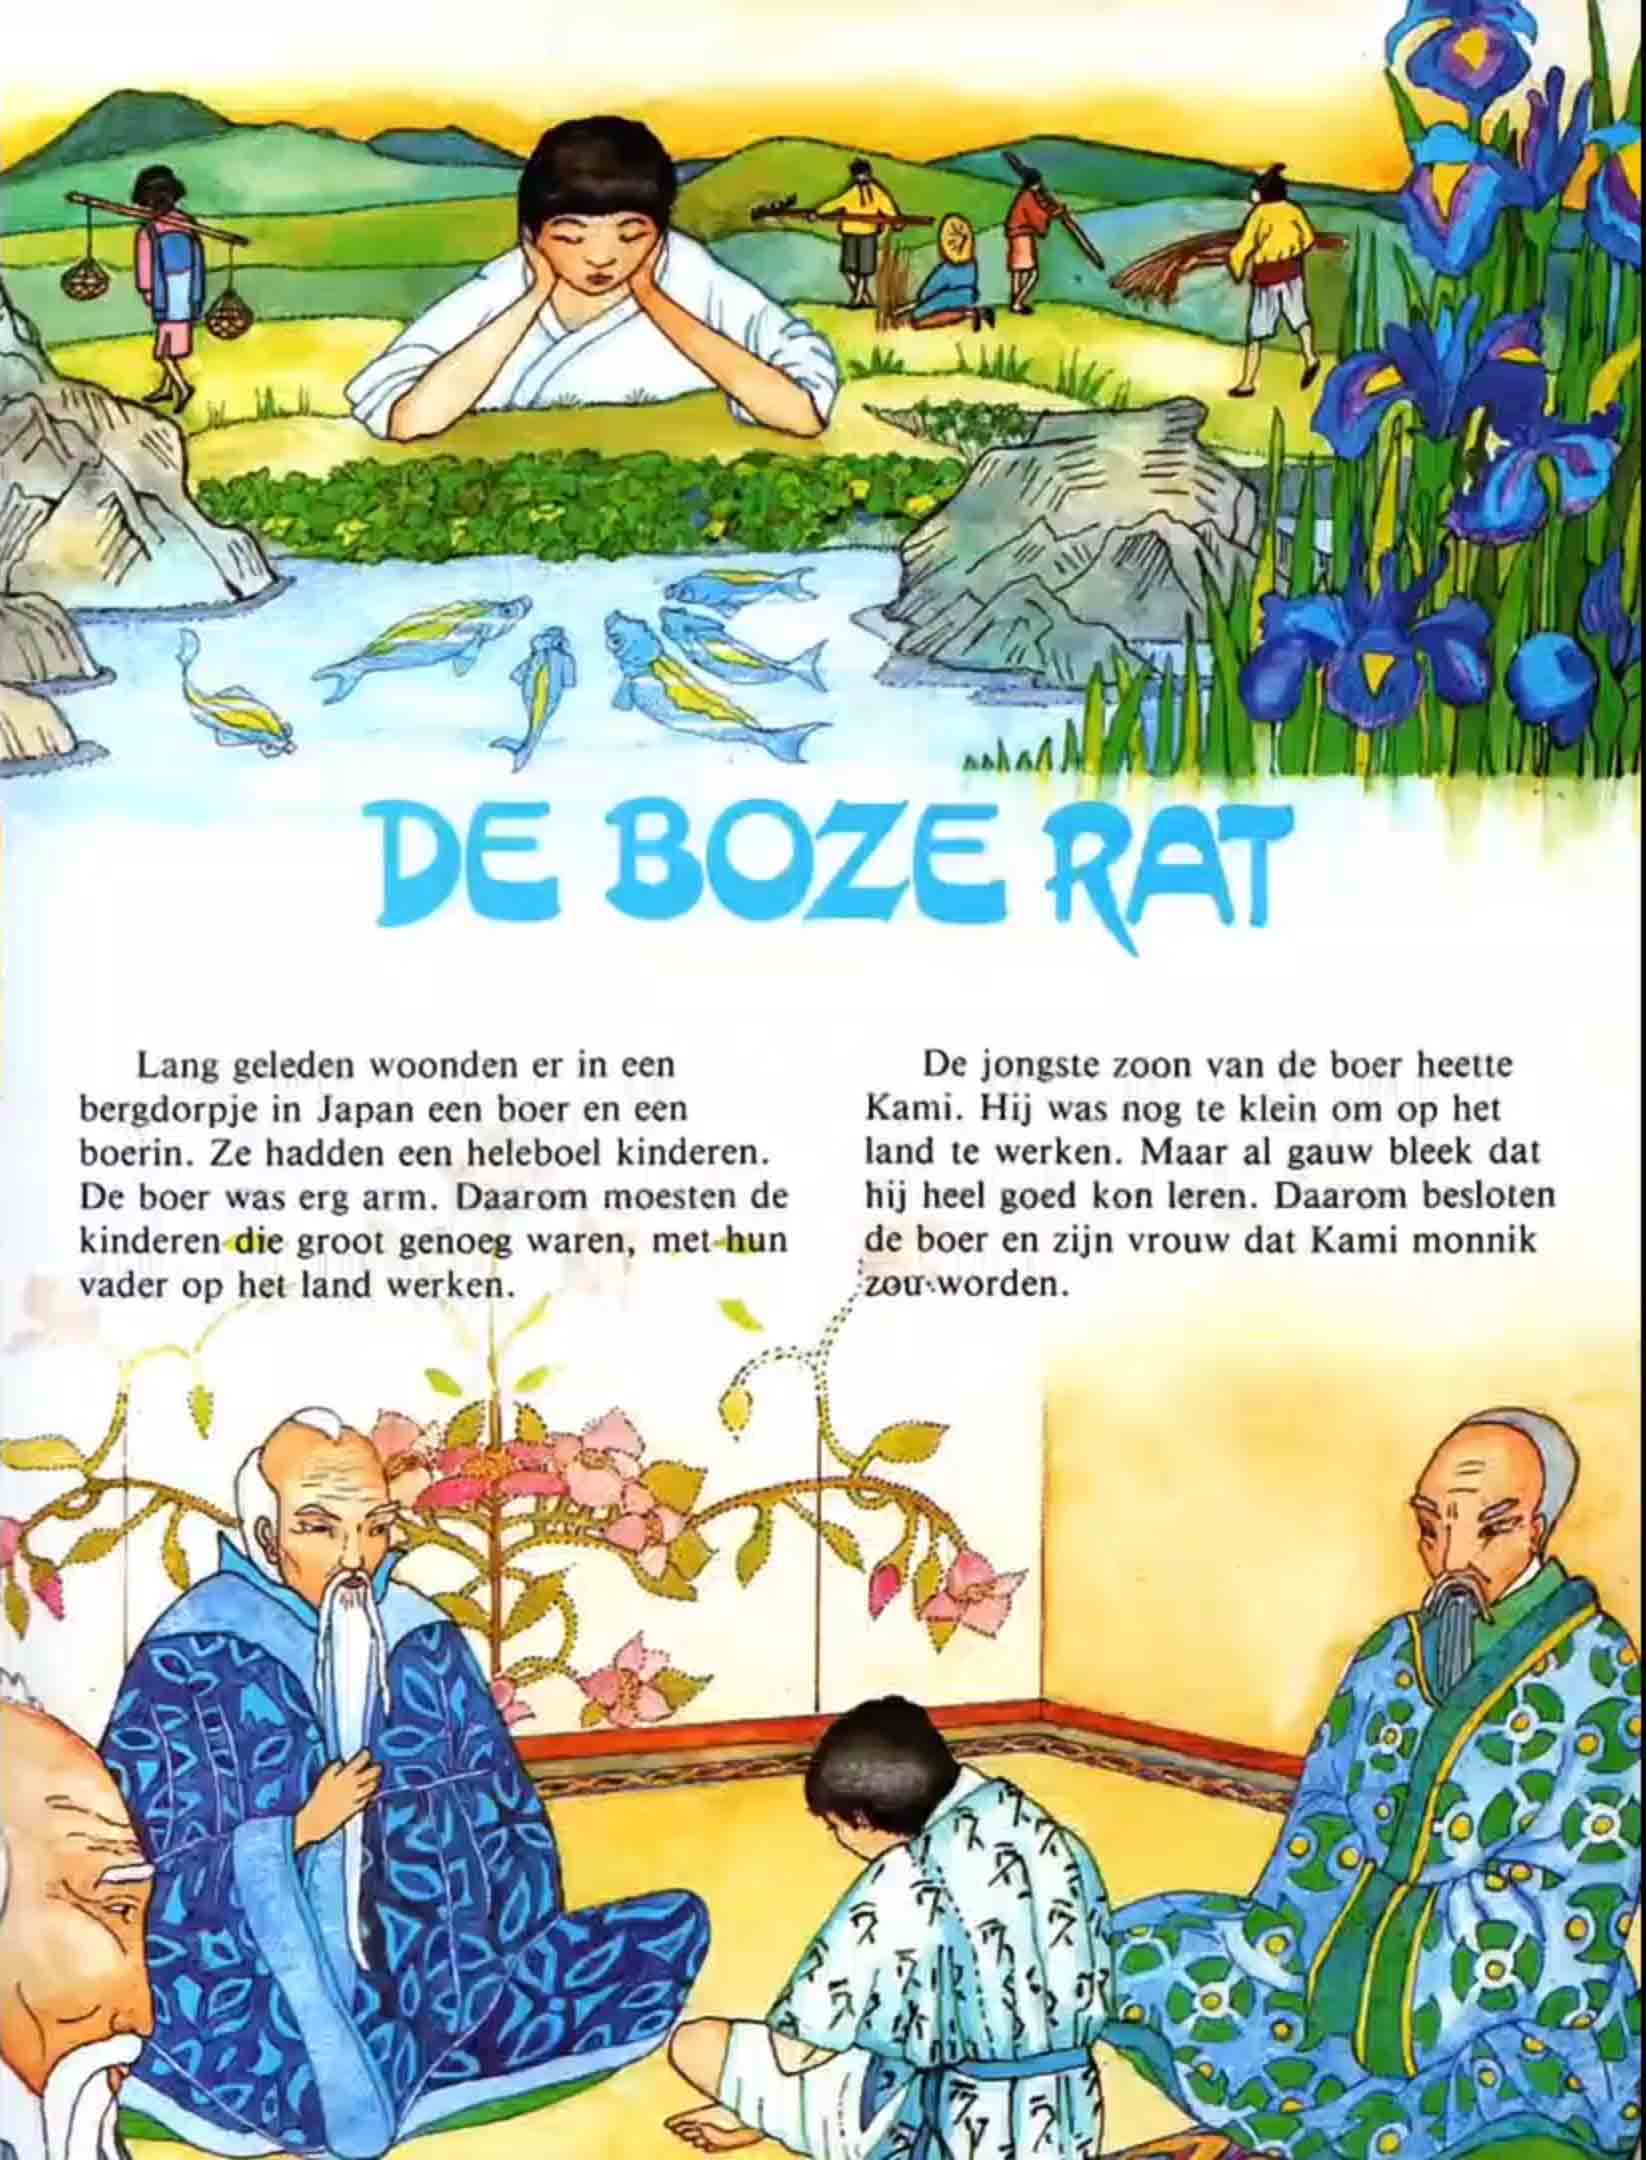 DE BOZE RAT
Lang geleden woonden er in een
bergdorpje in Japan een boer en een
boerin. Ze hadden een heleboel kinderen.
De boer was erg arm. Daarom moesten de
kinderen die groot genoeg waren, met hun
vader op het land werken.
De jongste zoon van de boer heette
Kami. Hij was nog te klein om op het
land te werken. Maar al gauw bleek dat
hij heel goed kon leren. Daarom besloten
de boer en zijn vrouw dat Kami monnik
zou worden.